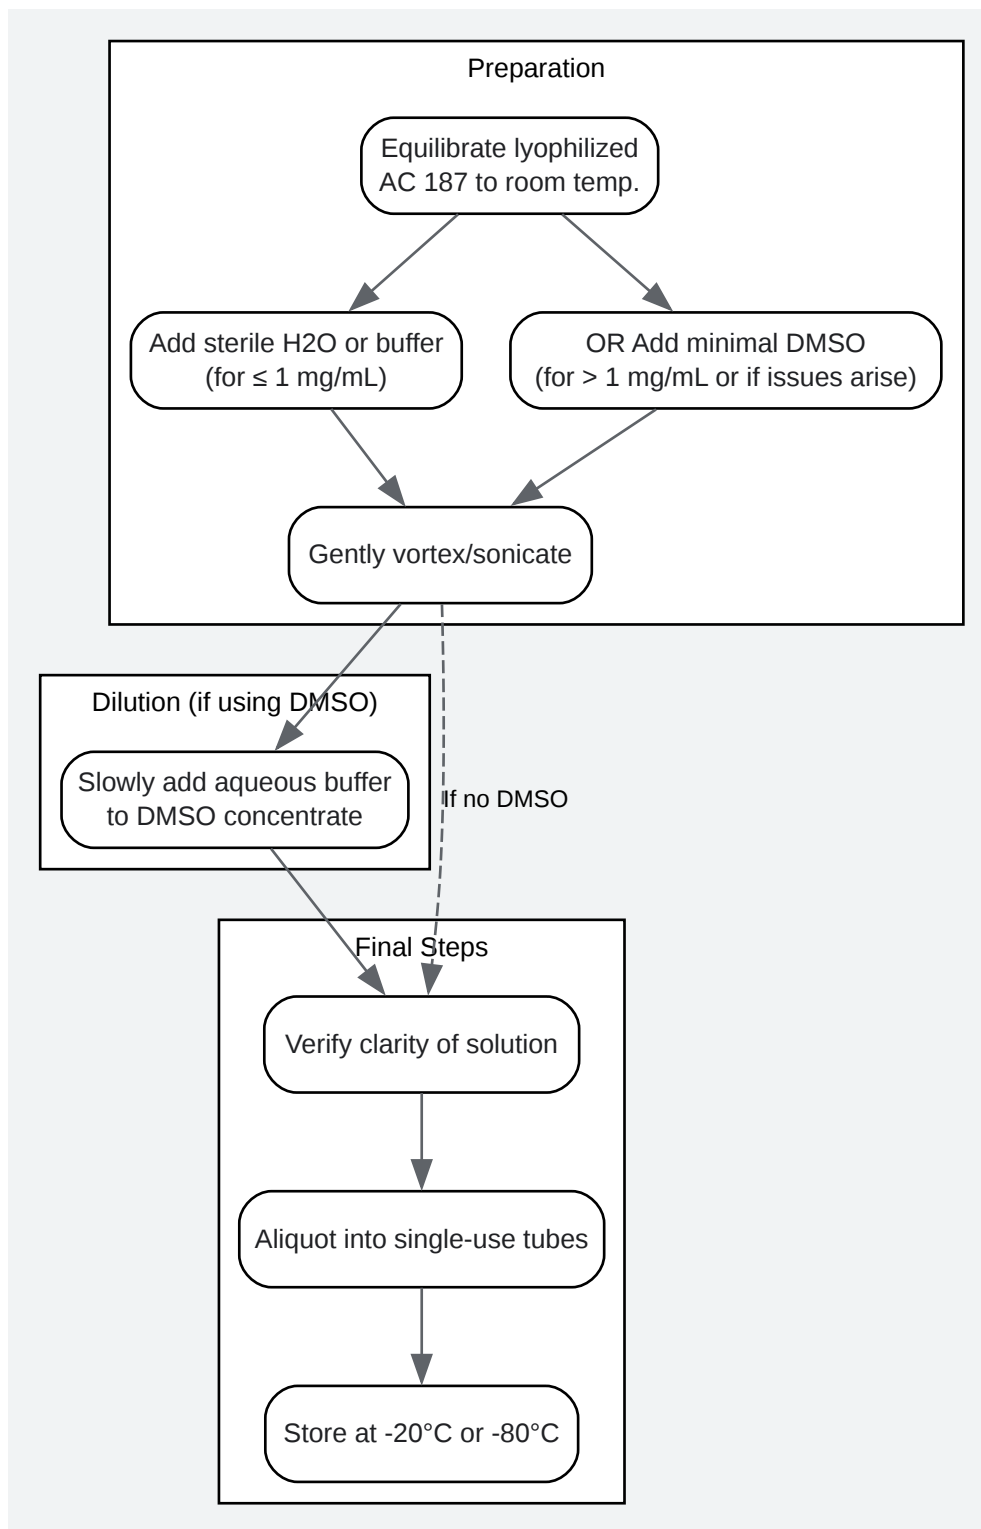 Preparation
Equilibrate lyophilized
AC 187 to room temp.
Add sterile H2O or buffer
(for ≤ 1 mg/mL)
OR Add minimal DMSO
(for > 1 mg/mL or if issues arise)
Gently vortex/sonicate
Dilution (if using DMSO)
Slowly add aqueous buffer
to DMSO concentrate
If no DMSO
Final Steps
Verify clarity of solution
Aliquot into single-use tubes
Store at -20°C or -80°C